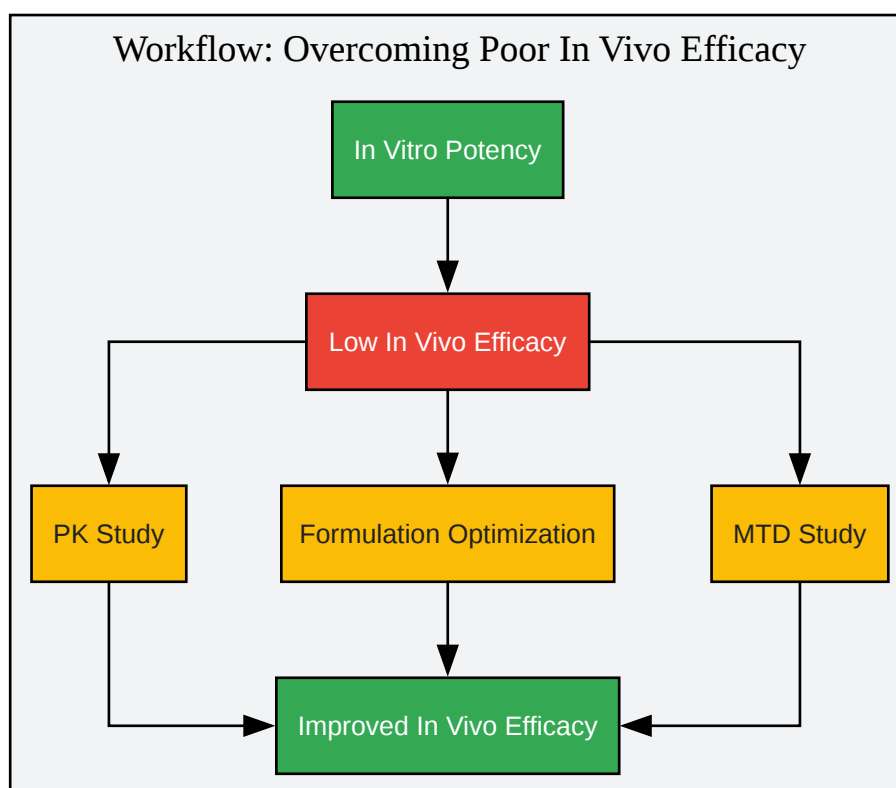 Workflow: Overcoming Poor In Vivo Efficacy
In Vitro Potency
Low In Vivo Efficacy
PK Study
Formulation Optimization
MTD Study
Improved In Vivo Efficacy